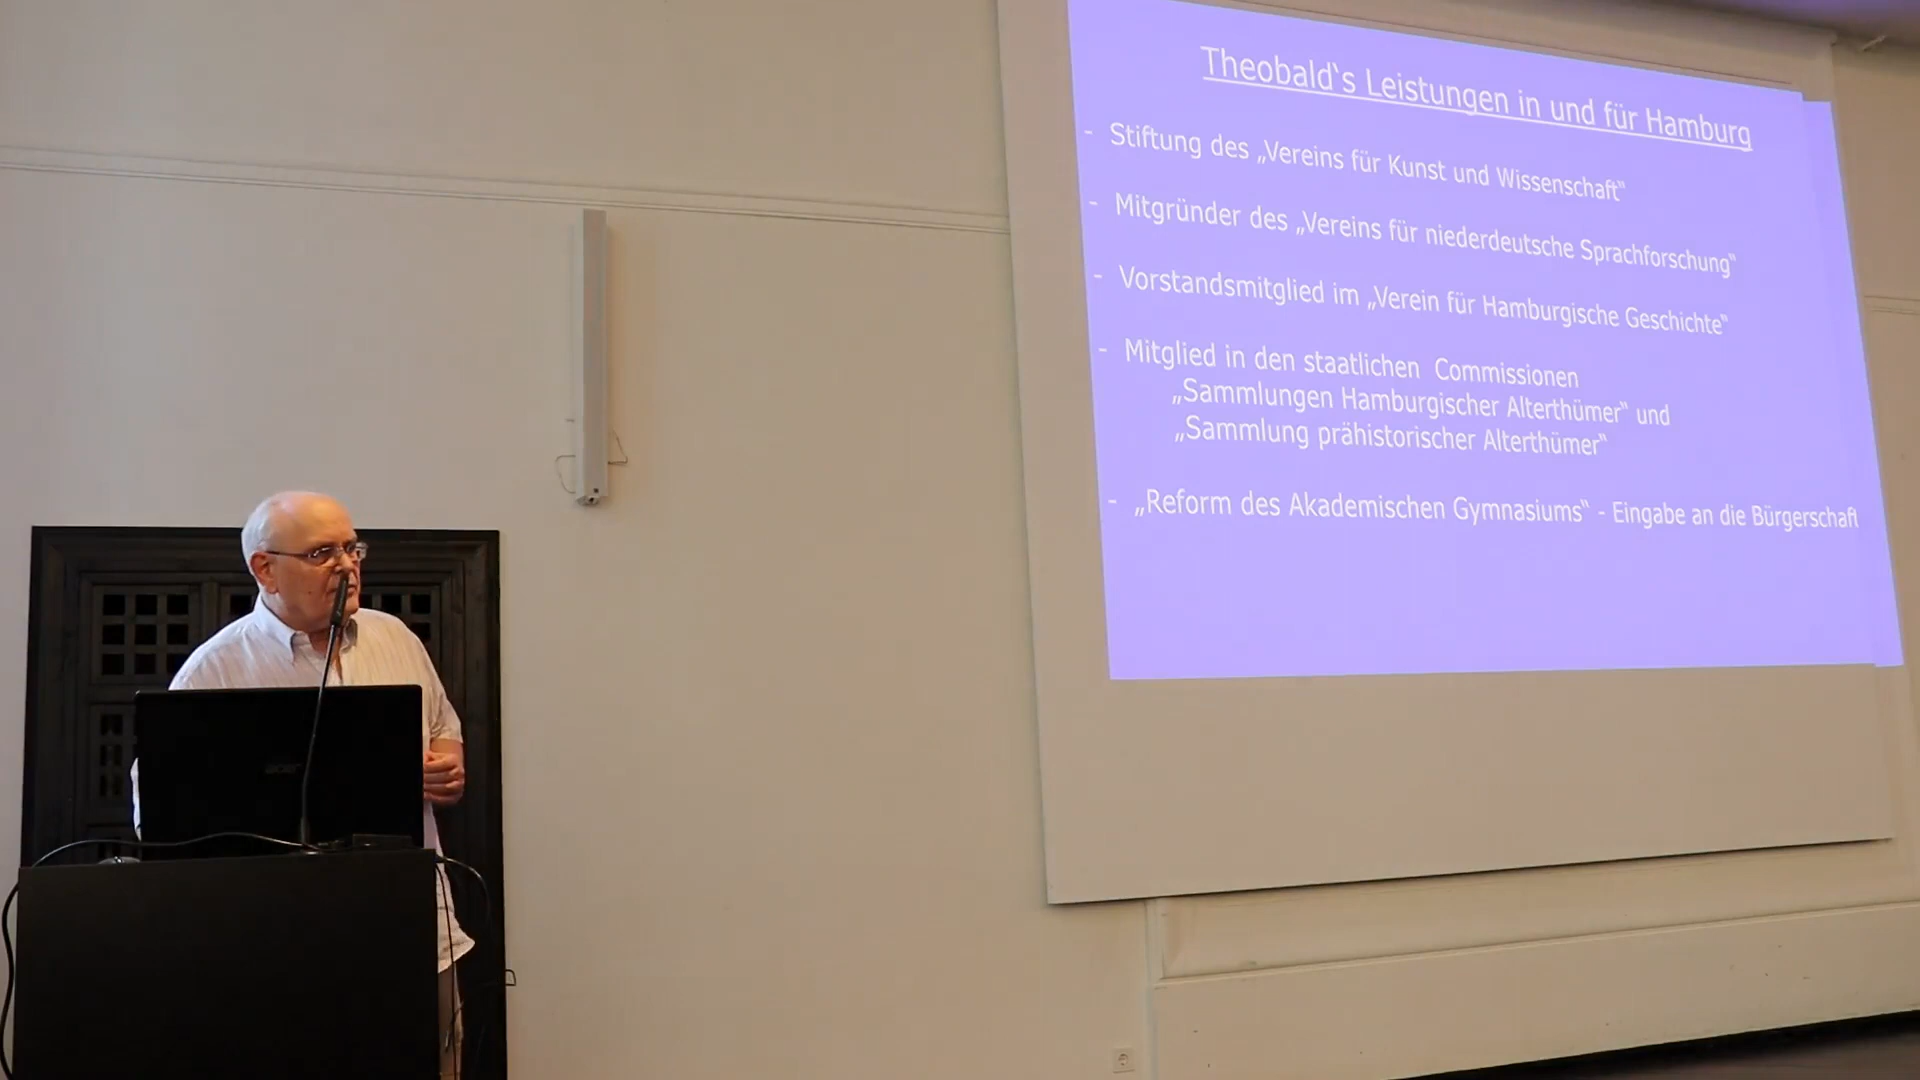 Theobald‘s Leistungen in und für Hamburg
- Stiftung des „Vereins für Kunst und Wissenschaft“
- Mitgründer des „Vereins für niederdeutsche Sprachforschung“
- Vorstandsmitglied im „Verein für Hamburgische Geschichte“
- Mitglied in den staatlichen Commissionen
„Sammlungen Hamburgischer Alterthümer“ und
„Sammlung prähistorischer Alterthümer“
- „Reform des Akademischen Gymnasiums“ - Eingabe an die Bürgerschaft
acer